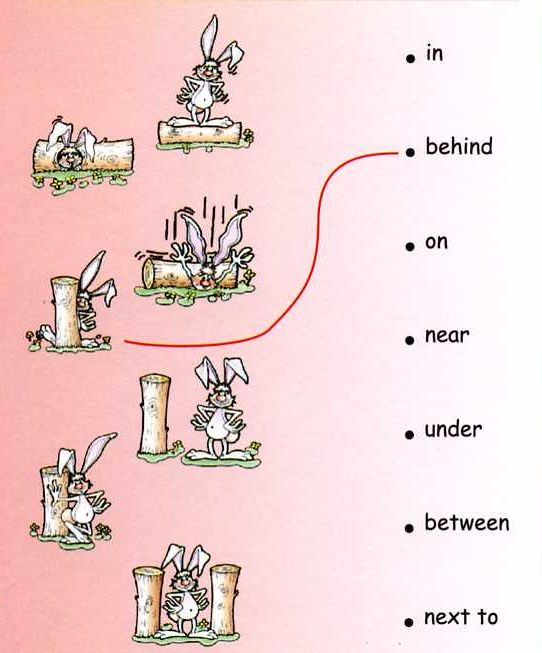 in
behind
on
near
under
between
next to